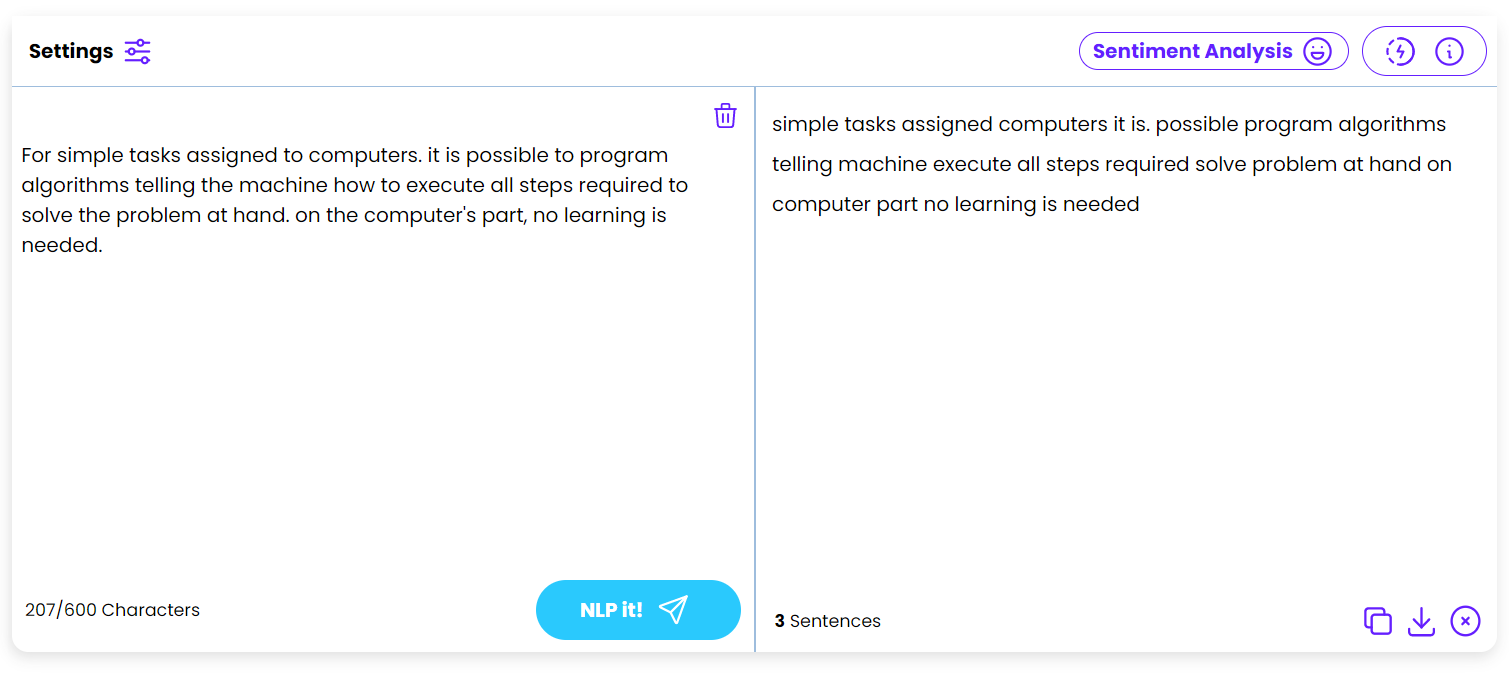 Settings
Sentiment Analysis
For simple tasks assigned to computers. it is possible to program
algorithms telling the machine how to execute all steps required to
solve the problem at hand. on the computer's part, no learning is
needed.
207/600 Characters
NLP it!
simple tasks assigned computers it is. possible program algorithms
telling machine execute all steps required solve problem at hand on
computer part no learning is needed
3 Sentences